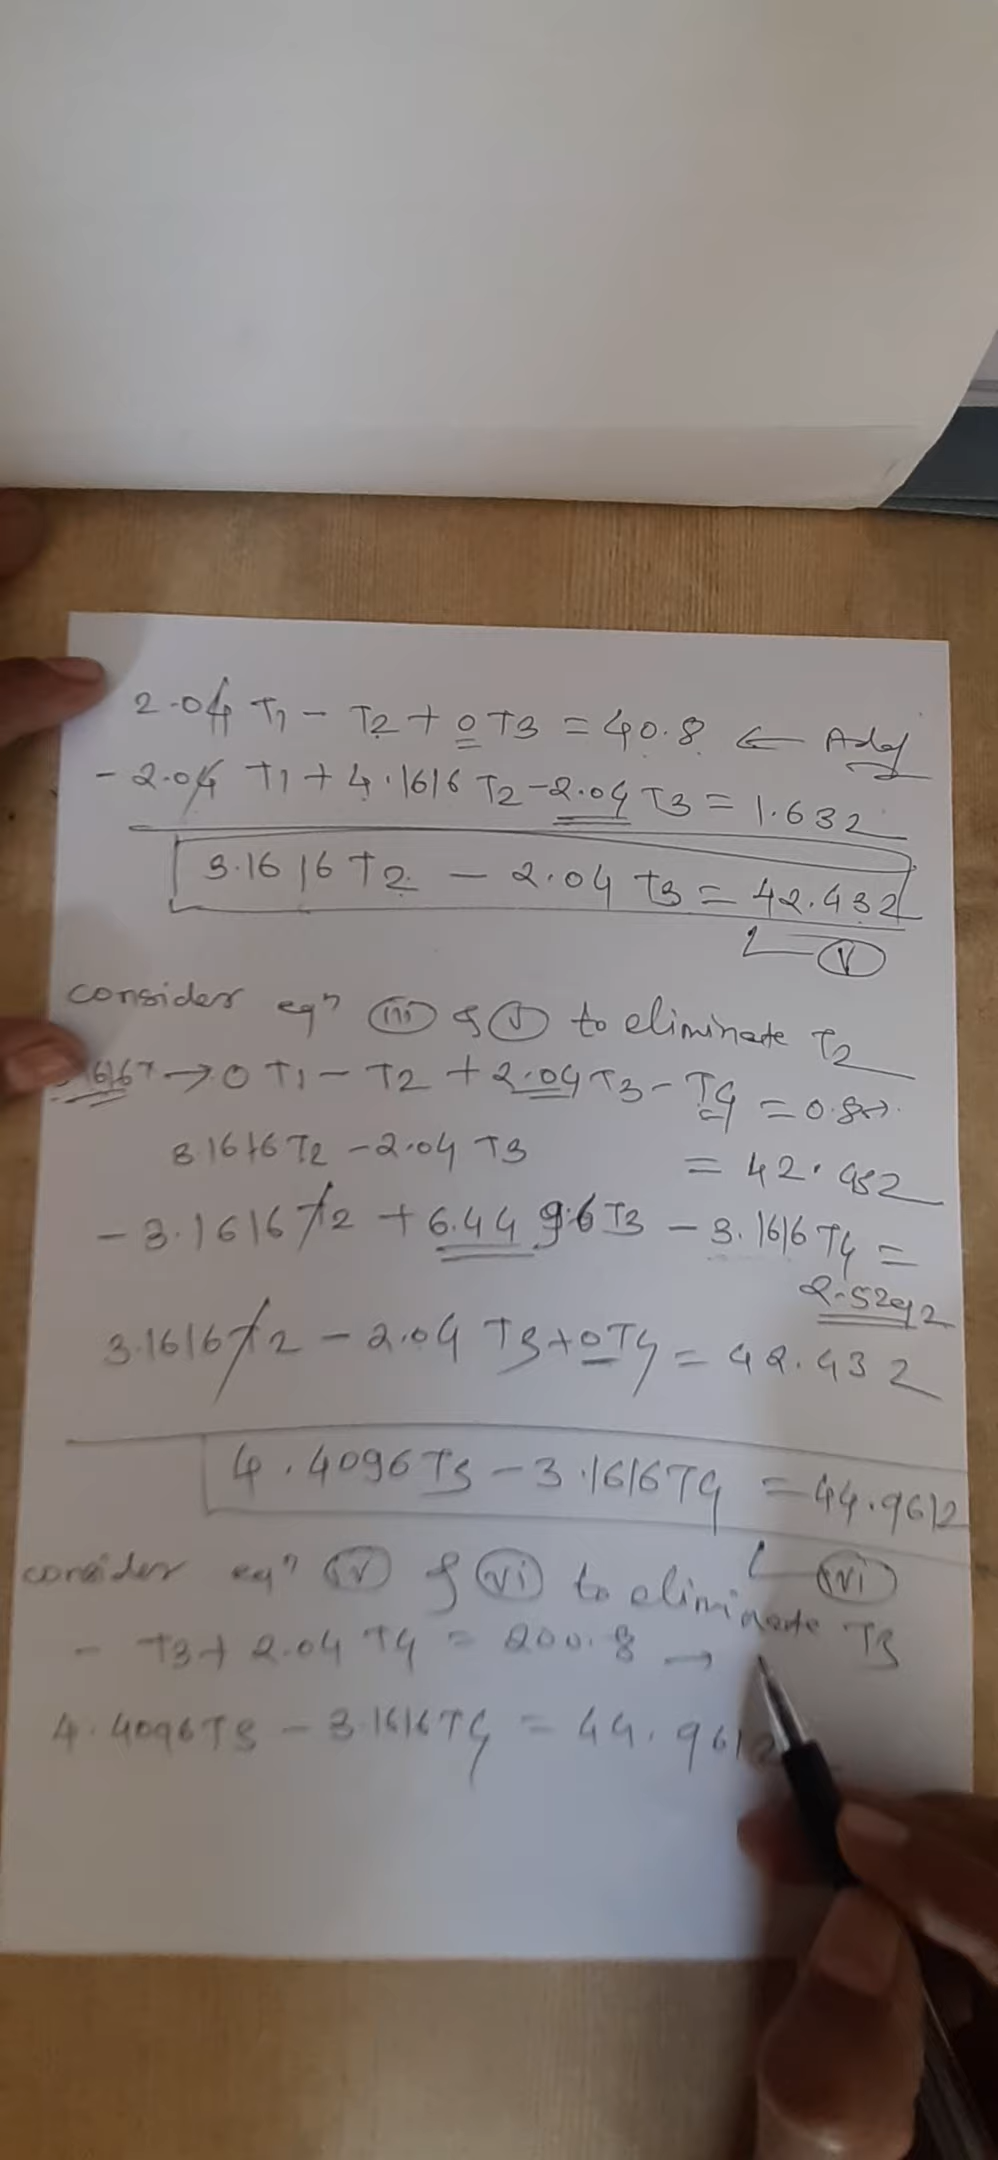 2.04 T1 - T2 + 0 T3 = 40.8 ← Add
- 2.04 T1 + 4.1616 T2 - 2.04 T3 = 1.632
3.1616 T2 - 2.04 T3 = 42.432
(V)
consider eqn (iii) & (V) to eliminate T2
→ 0 T1 - T2 + 2.04 T3 - T4 = 0.8
3.1616 T2 - 2.04 T3 = 42.432
- 3.1616 T2 + 6.4496 T3 - 3.1616 T4 =
2.5292
3.1616 T2 - 2.04 T3 + 0 T4 = 42.432
4.4096 T3 - 3.1616 T4 = 44.9612
(vi)
consider eqn (iv) & (vi) to eliminate T3
- T3 + 2.04 T4 = 200.8 →
4.4096 T3 - 3.1616 T4 = 44.9612